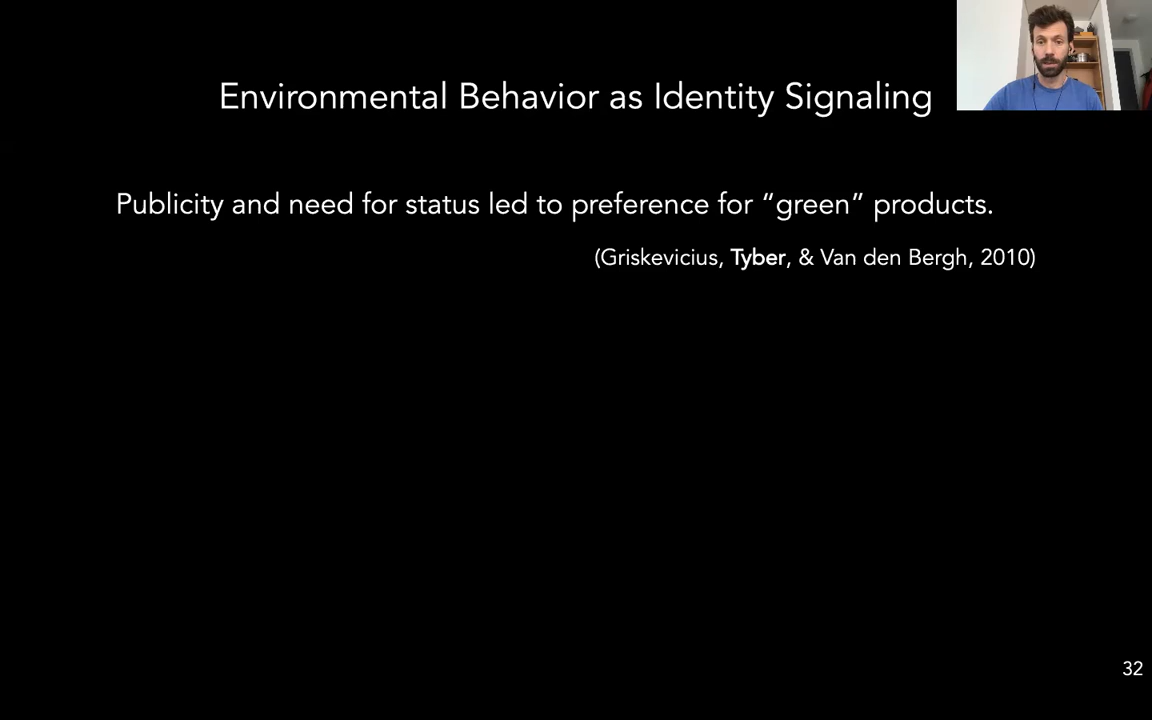 Environmental Behavior as Identity Signaling
Publicity and need for status led to preference for “green” products.
(Griskevicius, Tyber, & Van den Bergh, 2010)
32